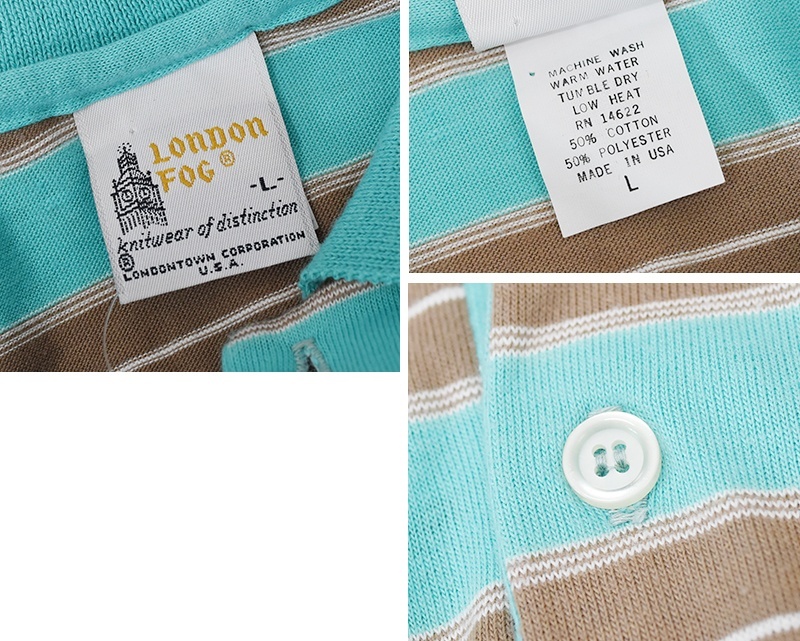 LONDON
FOG®
-L-
knitwear of distinction
® LONDONTOWN CORPORATION
U.S.A.
MACHINE WASH
WARM WATER
TUMBLE DRY
LOW HEAT
RN 14622
50% COTTON
50% POLYESTER
MADE IN USA
L